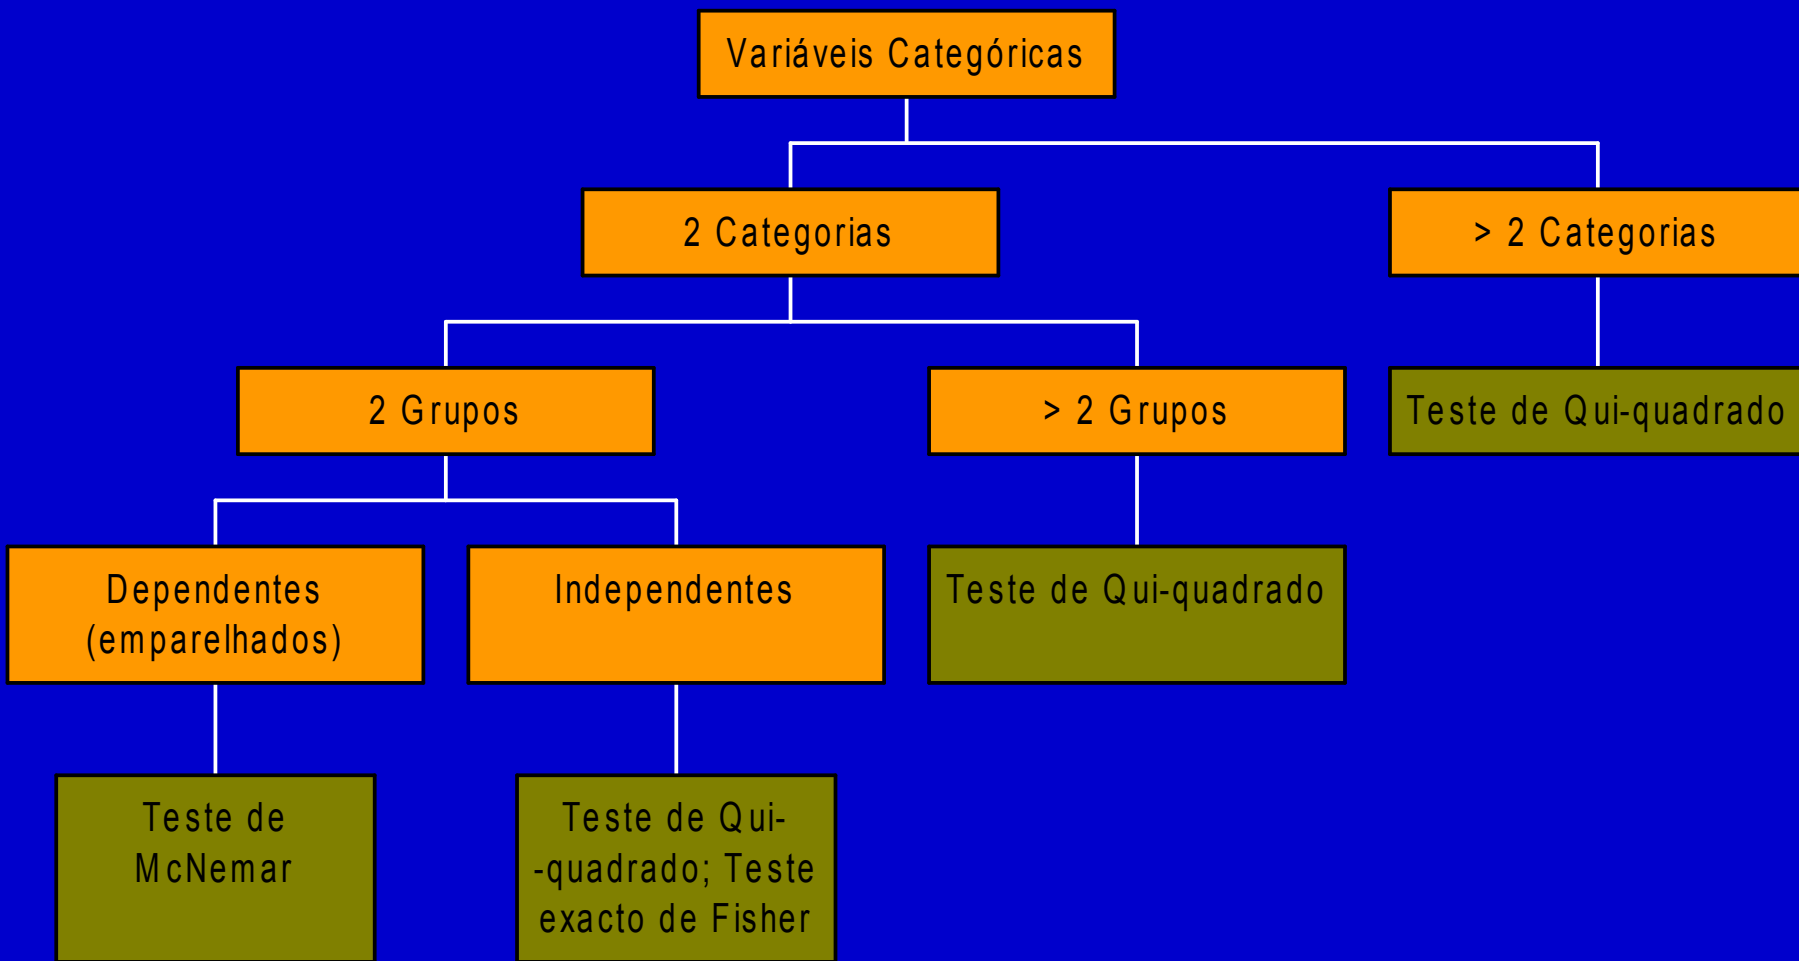 Variáveis Categóricas
2 Categorias
> 2 Categorias
2 Grupos
> 2 Grupos
Teste de Qui-quadrado
Dependentes
(emparelhados)
Independentes
Teste de Qui-quadrado
Teste de
McNemar
Teste de Qui-
-quadrado; Teste
exacto de Fisher